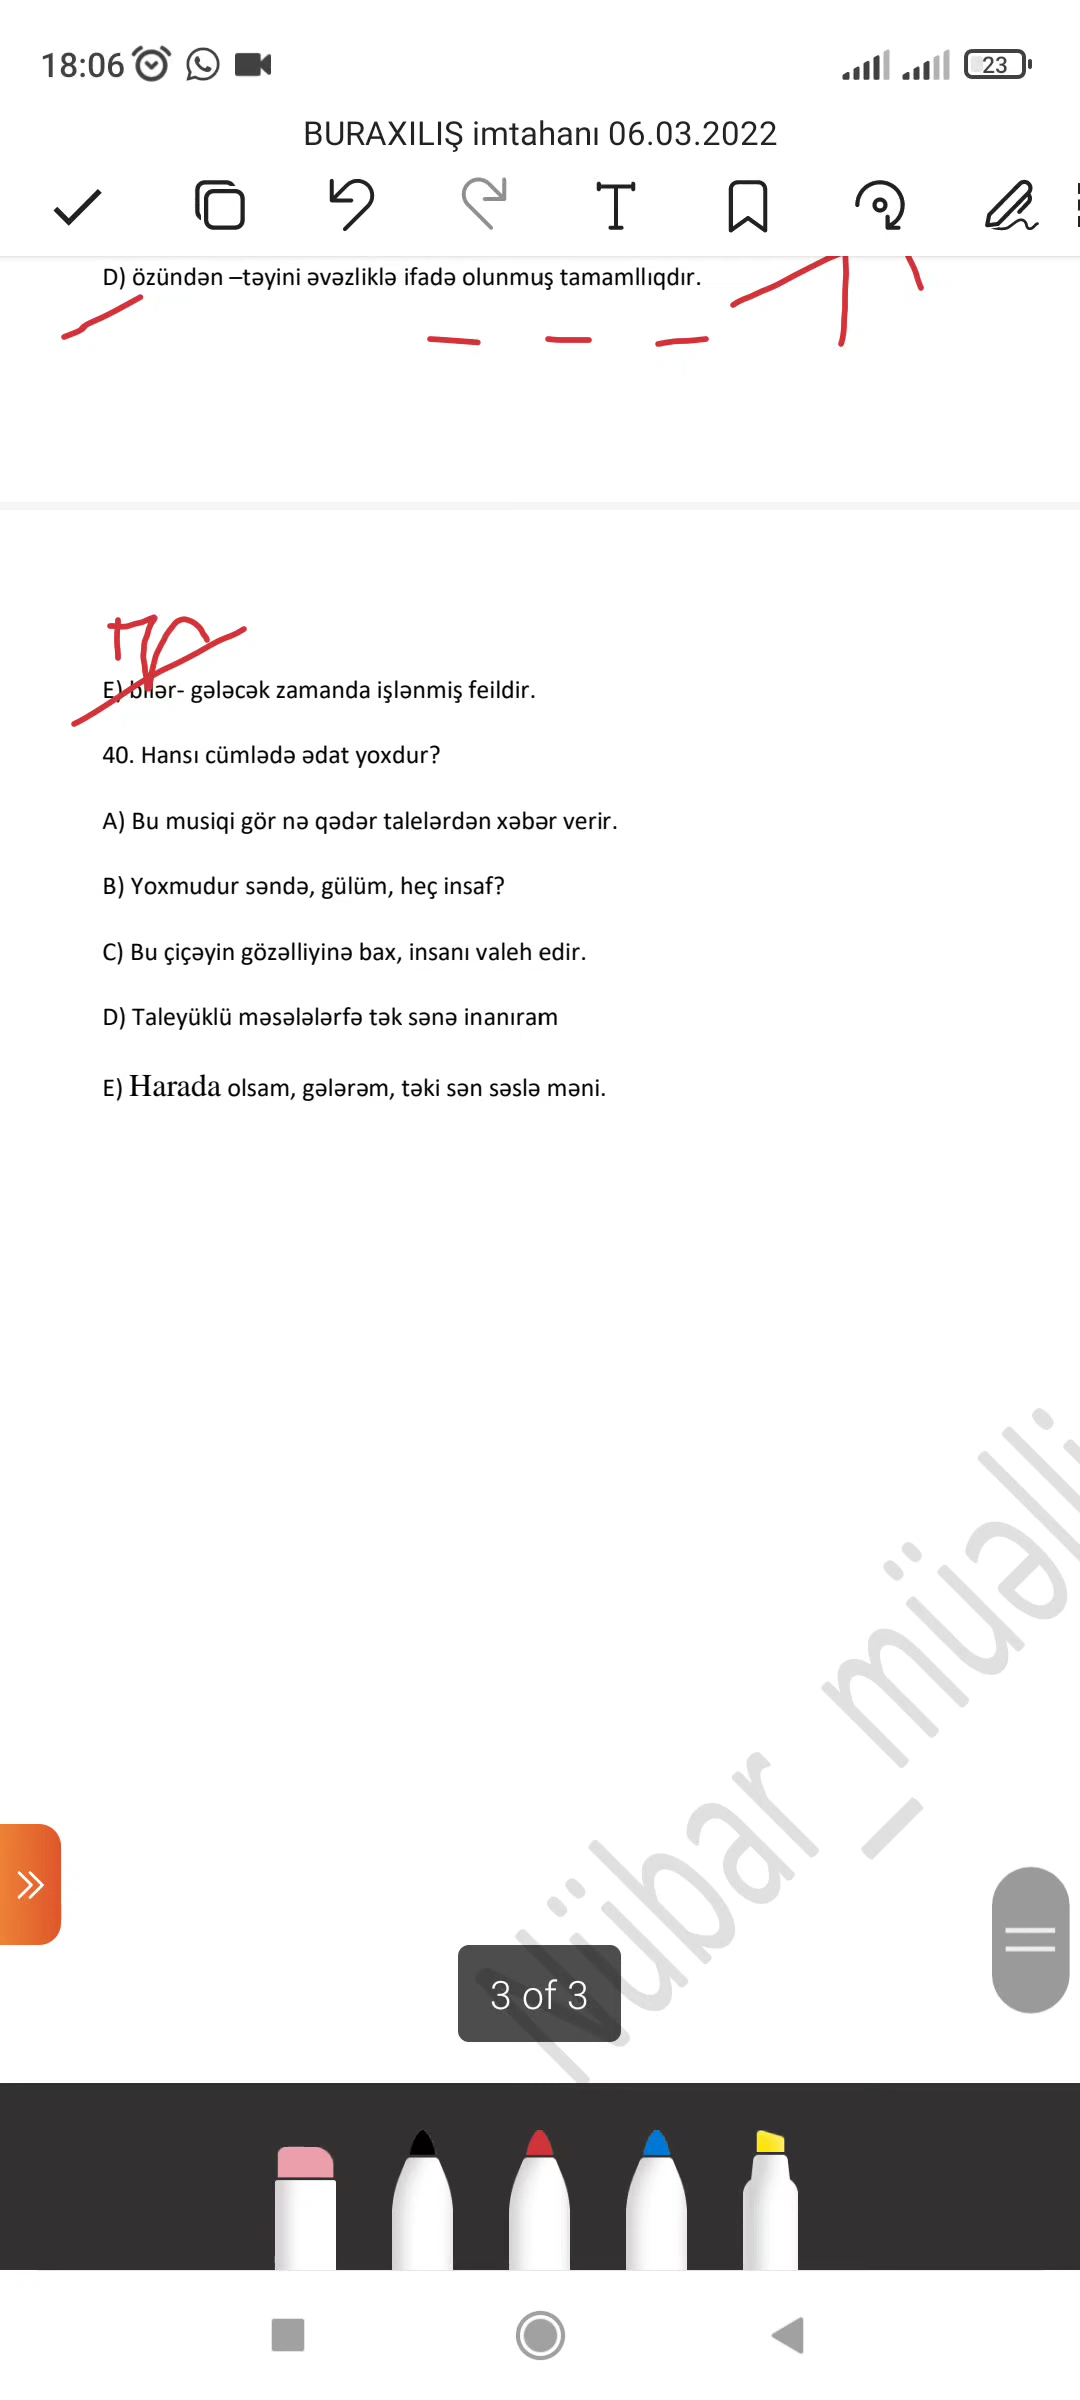 18:06
23
BURAXILIŞ imtahanı 06.03.2022
D) özündən –təyini əvəzliklə ifadə olunmuş tamamllıqdır.
E) bilər- gələcək zamanda işlənmiş feildir.
40. Hansı cümlədə ədat yoxdur?
A) Bu musiqi gör nə qədər talelərdən xəbər verir.
B) Yoxmudur səndə, gülüm, heç insaf?
C) Bu çiçəyin gözəlliyinə bax, insanı valeh edir.
D) Taleyüklü məsələlərfə tək sənə inanıram
E) Harada olsam, gələrəm, təki sən səslə məni.
Nübar_müəlli
3 of 3